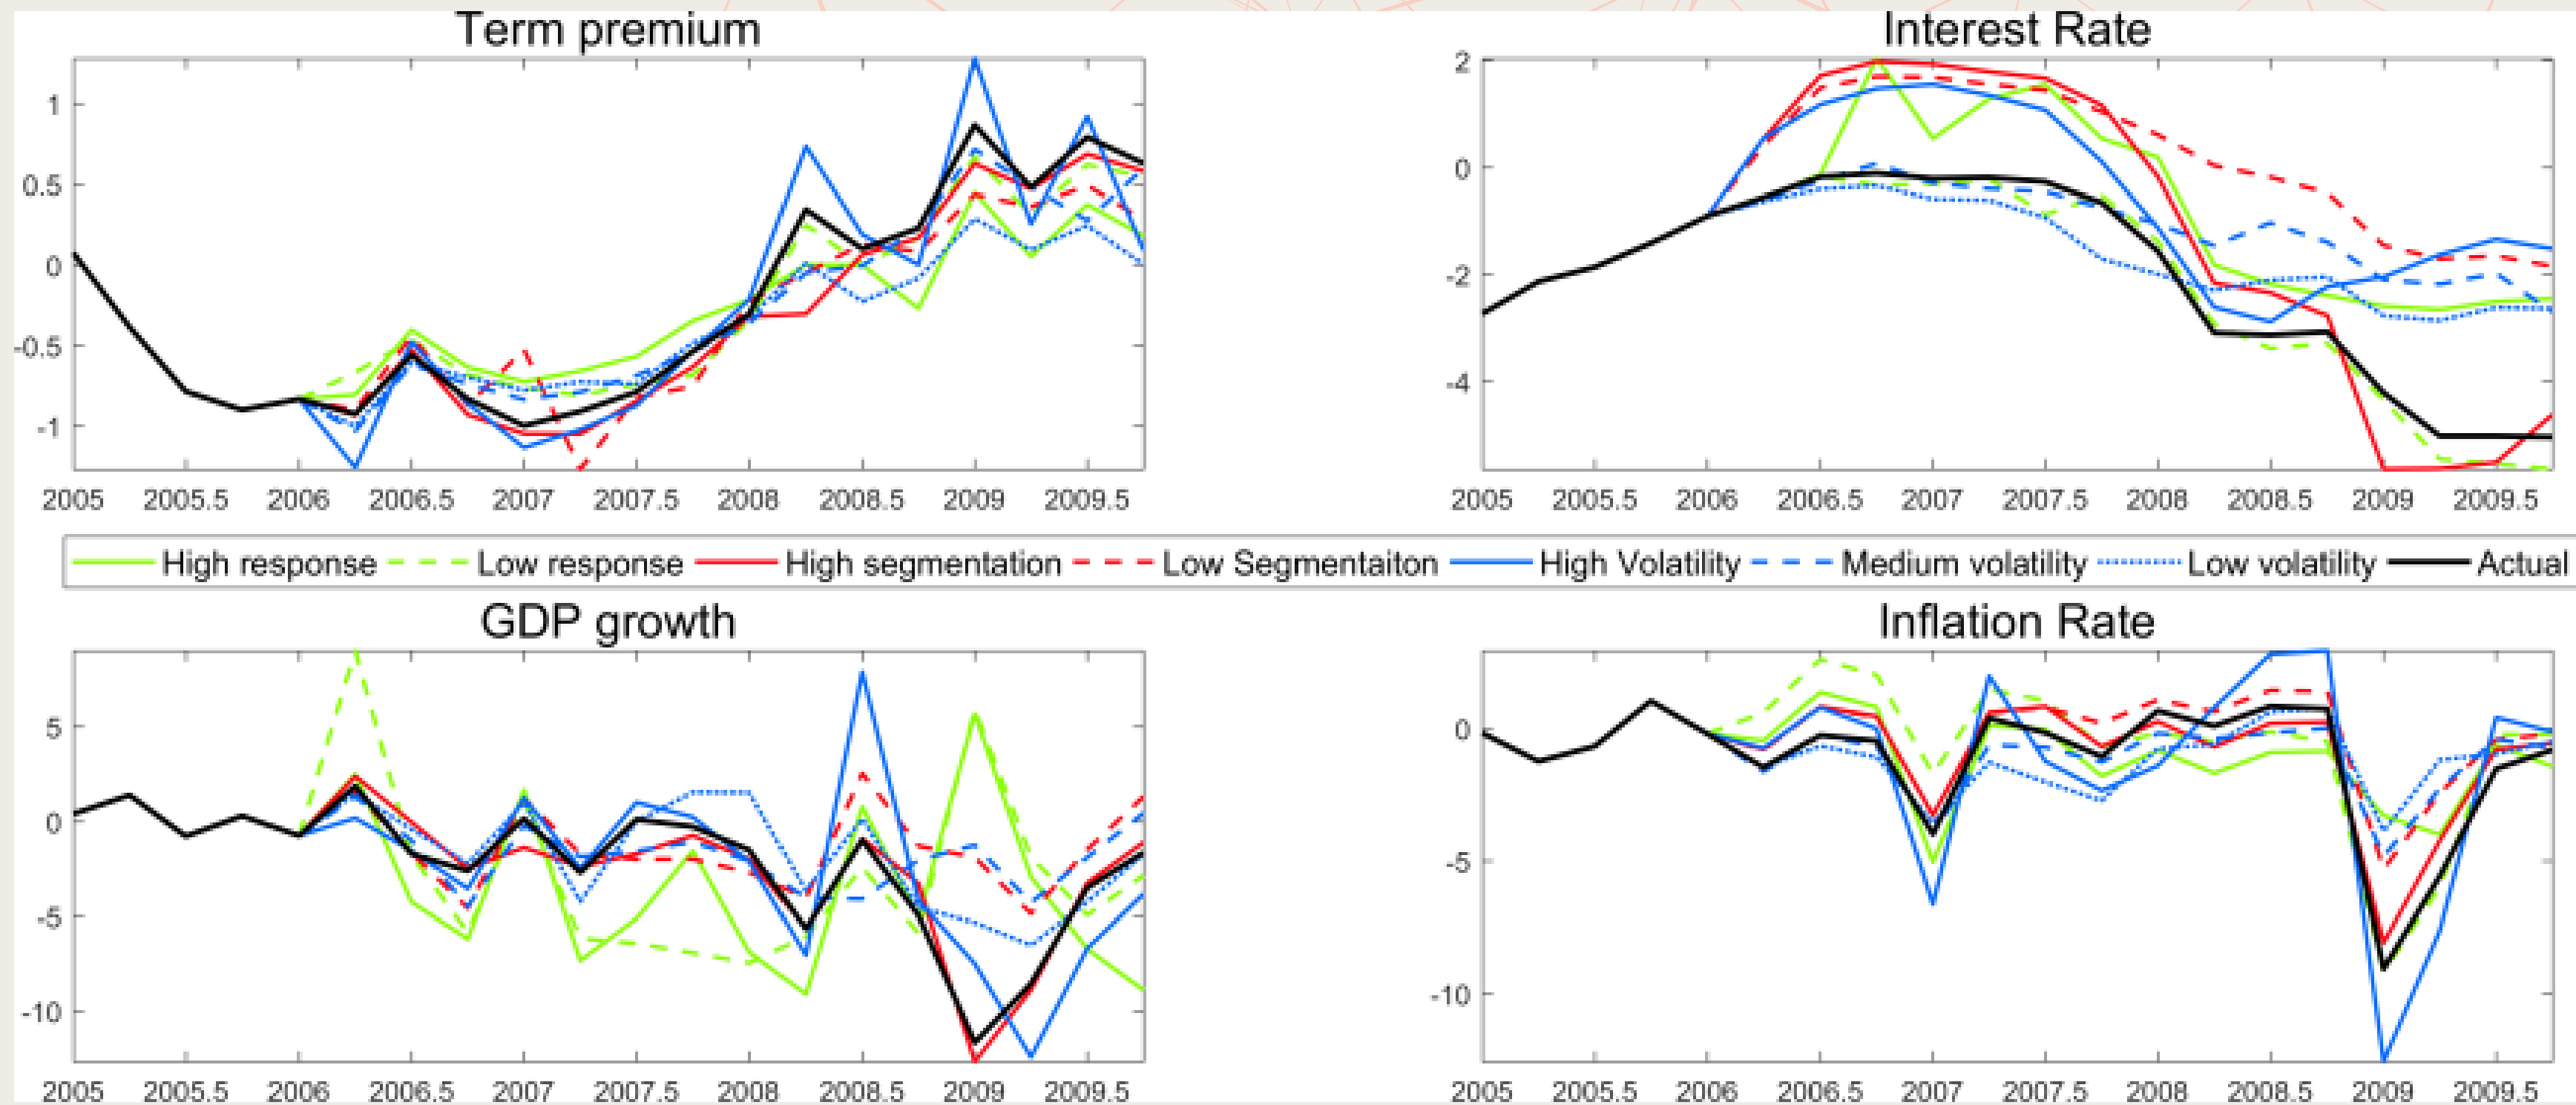 Term premium
Interest Rate
1
0.5
0
-0.5
-1
2
0
-2
-4
2005 2005.5 2006 2006.5 2007 2007.5 2008 2008.5 2009 2009.5
2005 2005.5 2006 2006.5 2007 2007.5 2008 2008.5 2009 2009.5
High response Low response High segmentation Low Segmentaiton High Volatility Medium volatility Low volatility Actual
GDP growth
Inflation Rate
5
0
-5
-10
0
-5
-10
2005 2005.5 2006 2006.5 2007 2007.5 2008 2008.5 2009 2009.5
2005 2005.5 2006 2006.5 2007 2007.5 2008 2008.5 2009 2009.5